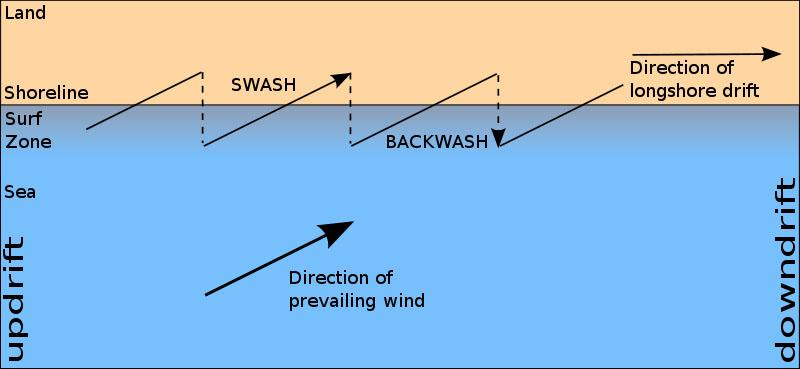 Land
Direction of
longshore drift
SWASH
Shoreline
Surf
Zone
BACKWASH
Sea
Direction of
prevailing wind
updrift
downdrift